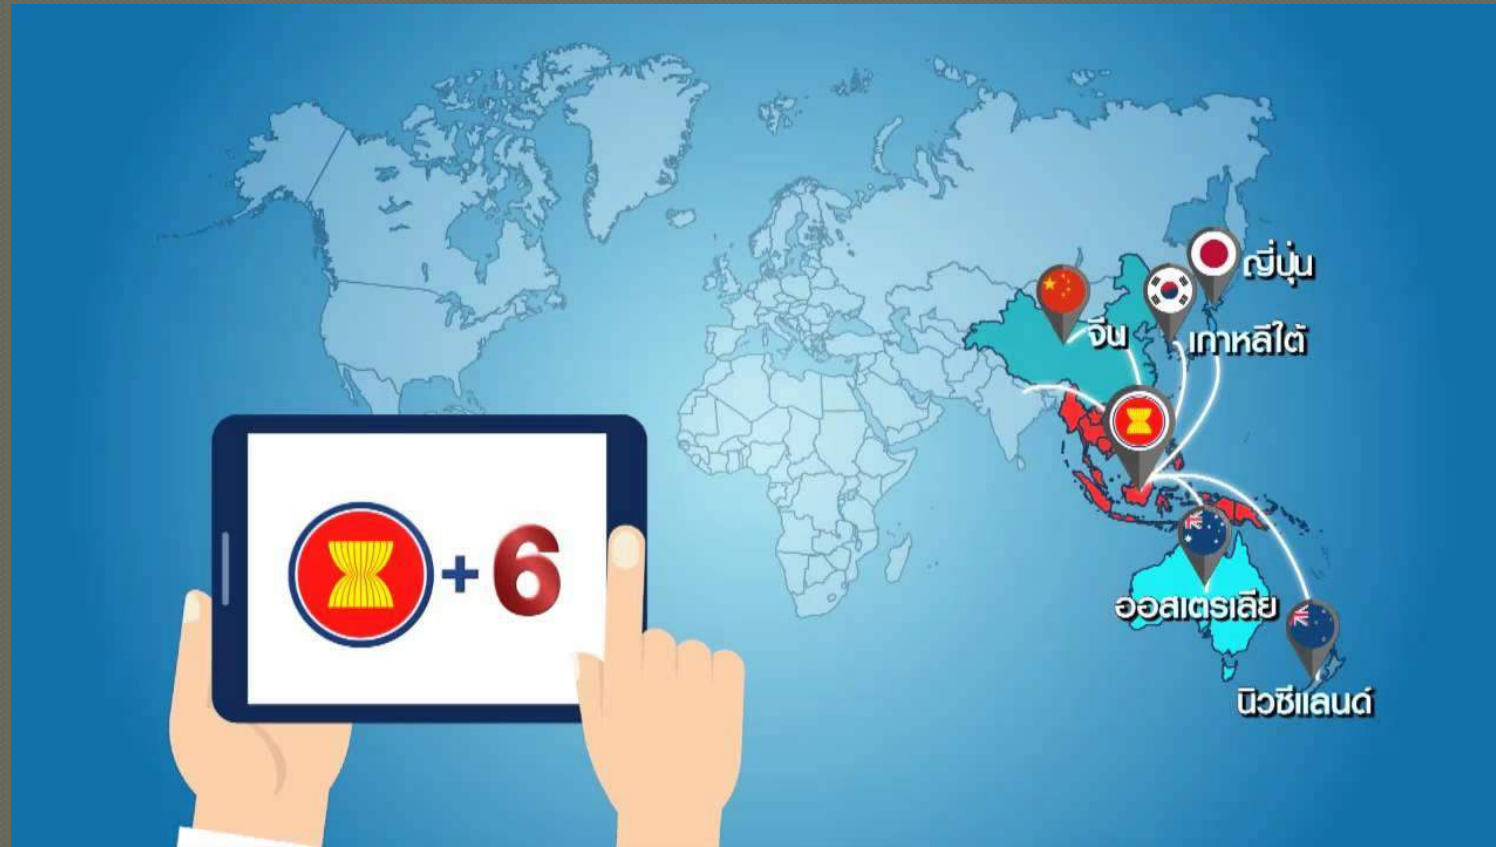 ญี่ปุ่น
จีน
เกาหลีใต้
+6
ออสเตรเลีย
นิวซีแลนด์